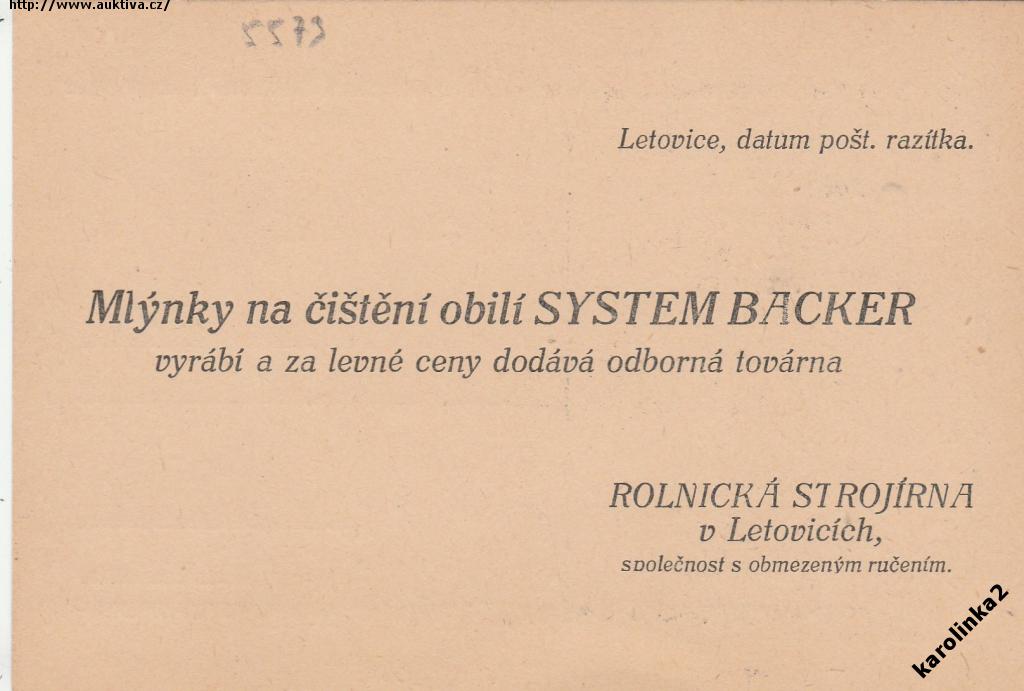 http://www.auktiva.cz/
5573
Letovice, datum pošt. razítka.
Mlýnky na čištění obilí SYSTEM BACKER
vyrábí a za levné ceny dodává odborná továrna
ROLNICKÁ STROJÍRNA
v Letovicích,
společnost s obmezeným ručením.
karolinka2